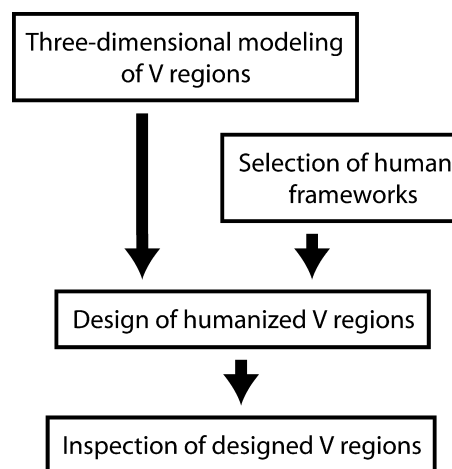 Three-dimensional modeling
of V regions
Selection of human
frameworks
Design of humanized V regions
Inspection of designed V regions